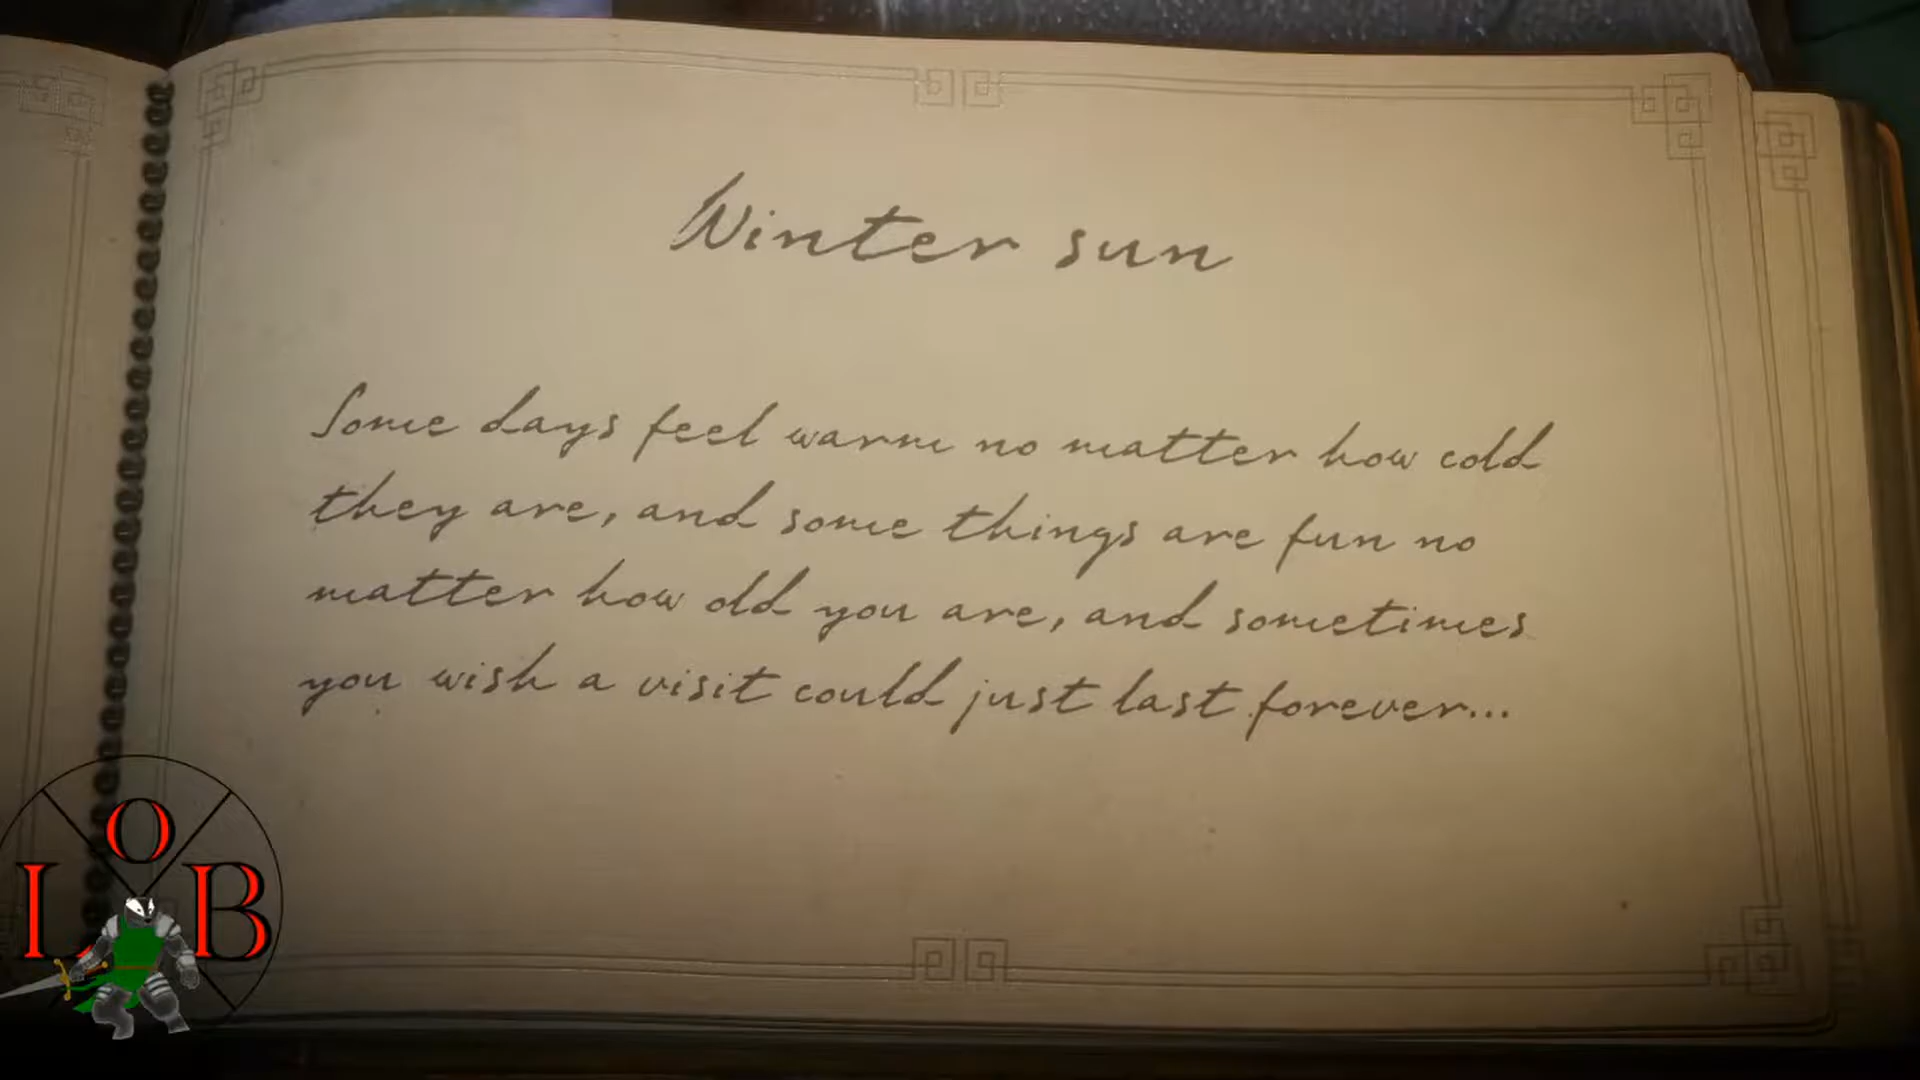 Winter sun
Some days feel warm no matter how cold
they are, and some things are fun no
matter how old you are, and sometimes
you wish a visit could just last forever...
LOB